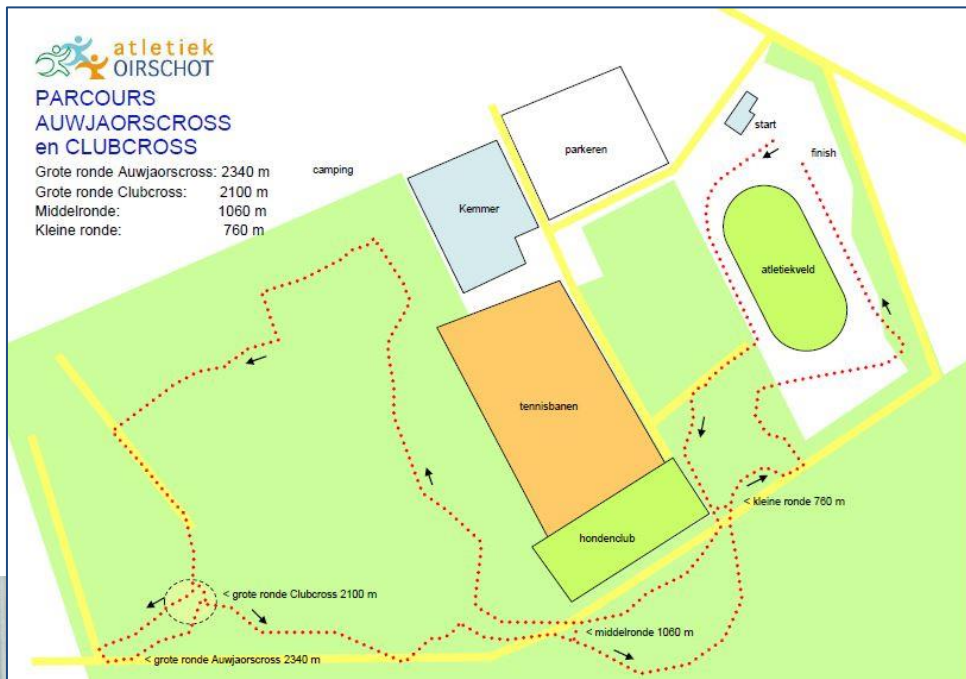 atletiek
OIRSCHOT
PARCOURS
AUWJAORSCROSS
en CLUBCROSS
Grote ronde Auwjaorscross: 2340 m
Grote ronde Clubcross: 2100 m
Middelronde: 1060 m
Kleine ronde: 760 m
camping
parkeren
start
finish
Kemmer
atletiekveld
tennisbanen
< kleine ronde 760 m
hondenclub
< grote ronde Clubcross 2100 m
< middelronde 1060 m
< grote ronde Auwjaorscross 2340 m